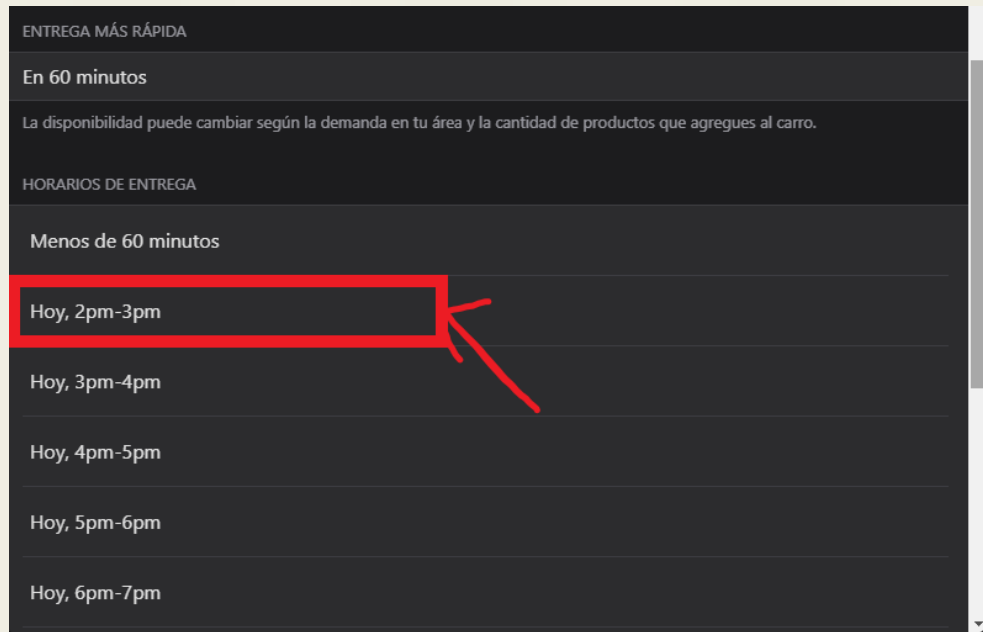 ENTREGA MÁS RÁPIDA
En 60 minutos
La disponibilidad puede cambiar según la demanda en tu área y la cantidad de productos que agregues al carro.
HORARIOS DE ENTREGA
Menos de 60 minutos
Hoy, 2pm-3pm
Hoy, 3pm-4pm
Hoy, 4pm-5pm
Hoy, 5pm-6pm
Hoy, 6pm-7pm